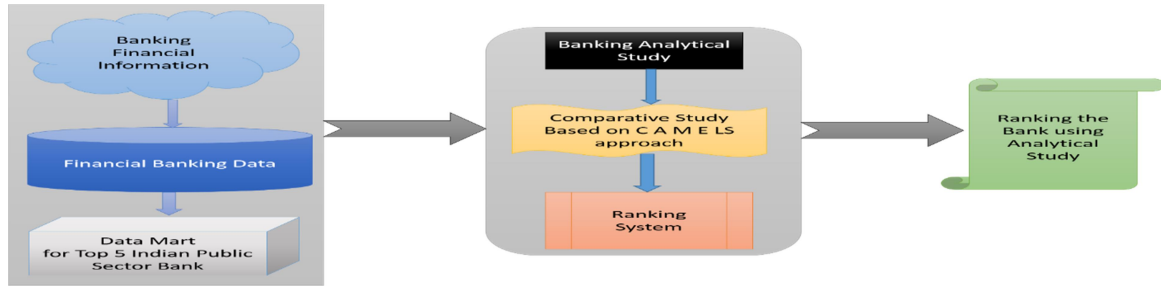 Banking
Financial
Information
Financial Banking Data
Data Mart
for Top 5 Indian Public
Sector Bank
Banking Analytical
Study
Comparative Study
Based on C A M E LS
approach
Ranking
System
Ranking the
Bank using
Analytical
Study